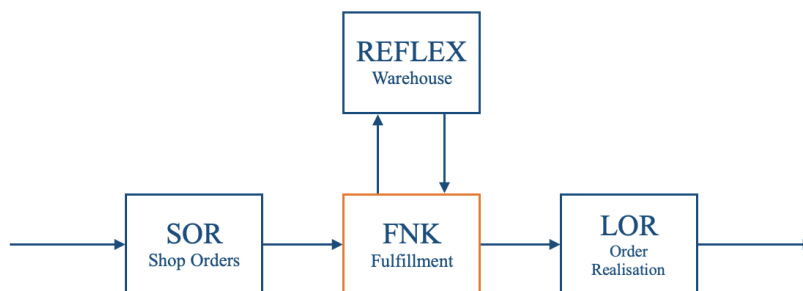 REFLEX
Warehouse
SOR
Shop Orders
FNK
Fulfillment
LOR
Order
Realisation